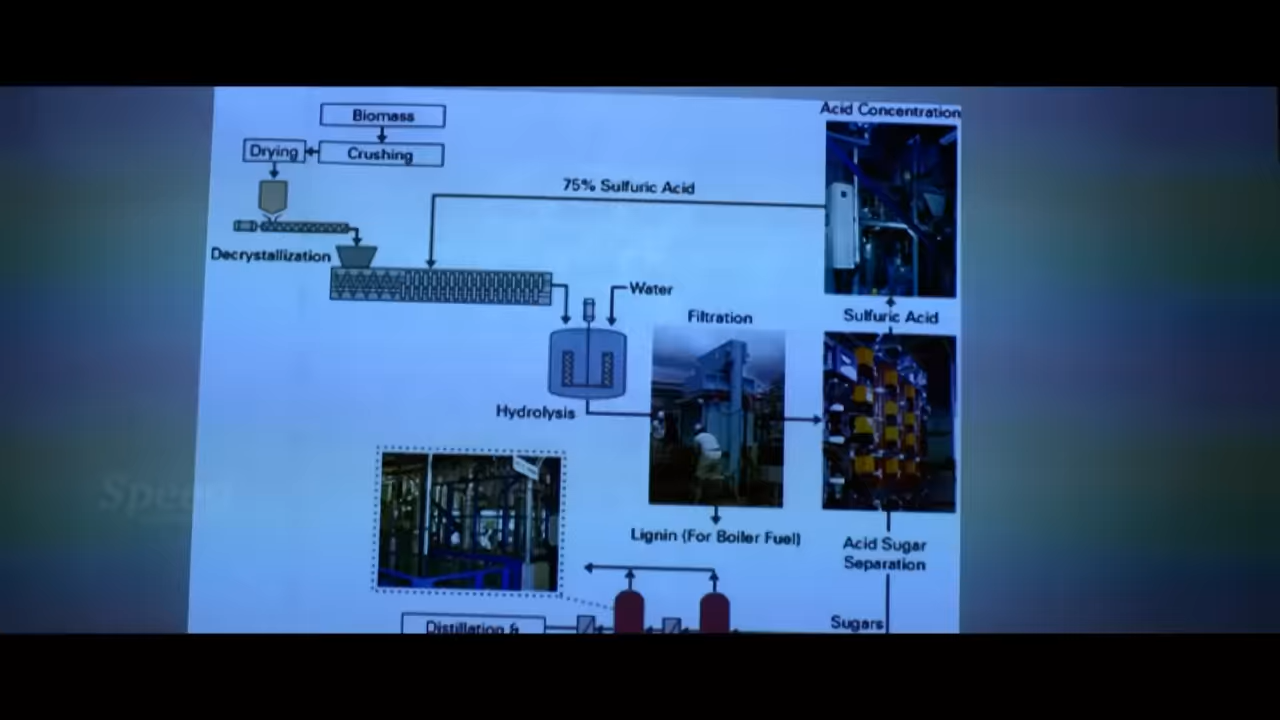 Biomass
Acid Concentration
Drying
Crushing
75% Sulfuric Acid
Decrystallization
Water
Filtration
Sulfuric Acid
Hydrolysis
Lignin (For Boiler Fuel)
Acid Sugar
Separation
Sugars
Distillation &